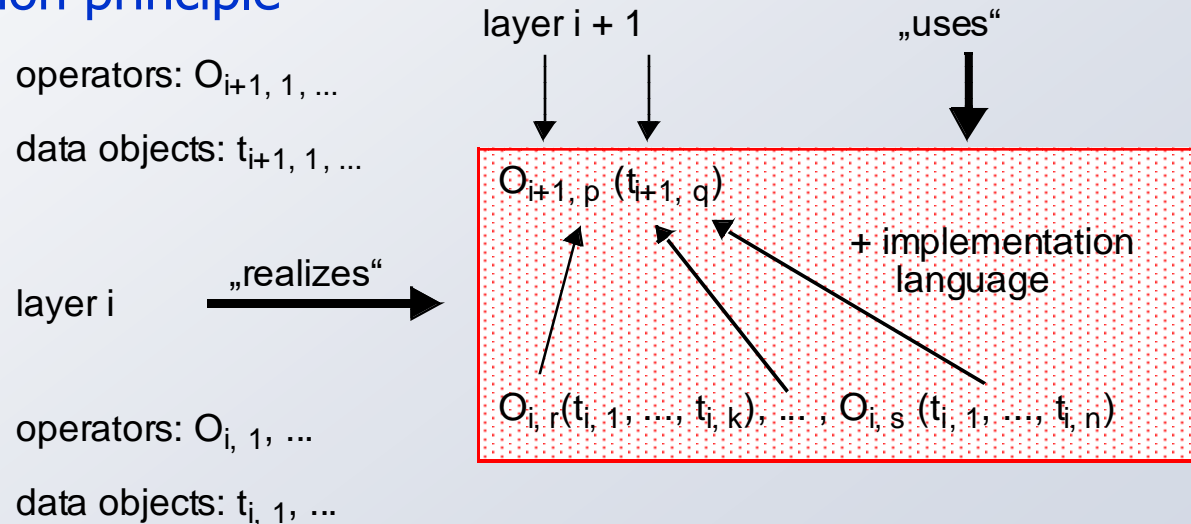 principle
layer i + 1
„uses“
operators: O_{i+1, 1, ...}
data objects: t_{i+1, 1, ...}
O_{i+1, p} (t_{i+1, q})
+ implementation
language
„realizes“
layer i
O_{i, r}(t_{i, 1}, ..., t_{i, k}), ... , O_{i, s} (t_{i, 1}, ..., t_{i, n})
operators: O_{i, 1}, ...
data objects: t_{i, 1}, ...